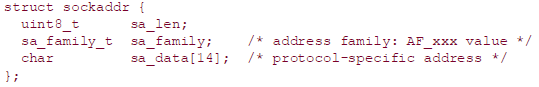 struct sockaddr {
  uint8_t      sa_len;
  sa_family_t  sa_family;    /* address family: AF_xxx value */
  char         sa_data[14];  /* protocol-specific address */
};